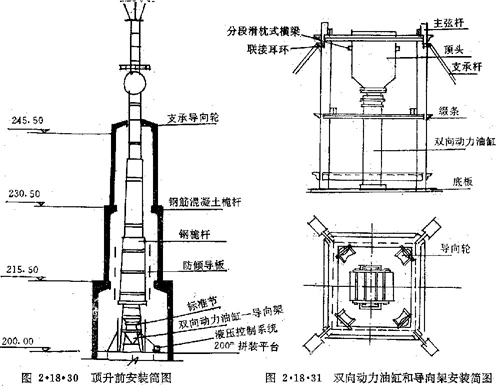 245.50
230.50
215.50
200.00
支承导向轮
钢筋混凝土桅杆
钢桅杆
防倾导板
标准节
双向动力油缸一导向架
液压控制系统
200"拼装平台
图 2·18·30 顶升前安装简图
分段滑枕式横梁
联接耳环
主弦杆
顶头
支承杆
缀条
双向动力油缸
底板
导向轮
图 2·18·31 双向动力油缸和导向架安装简图